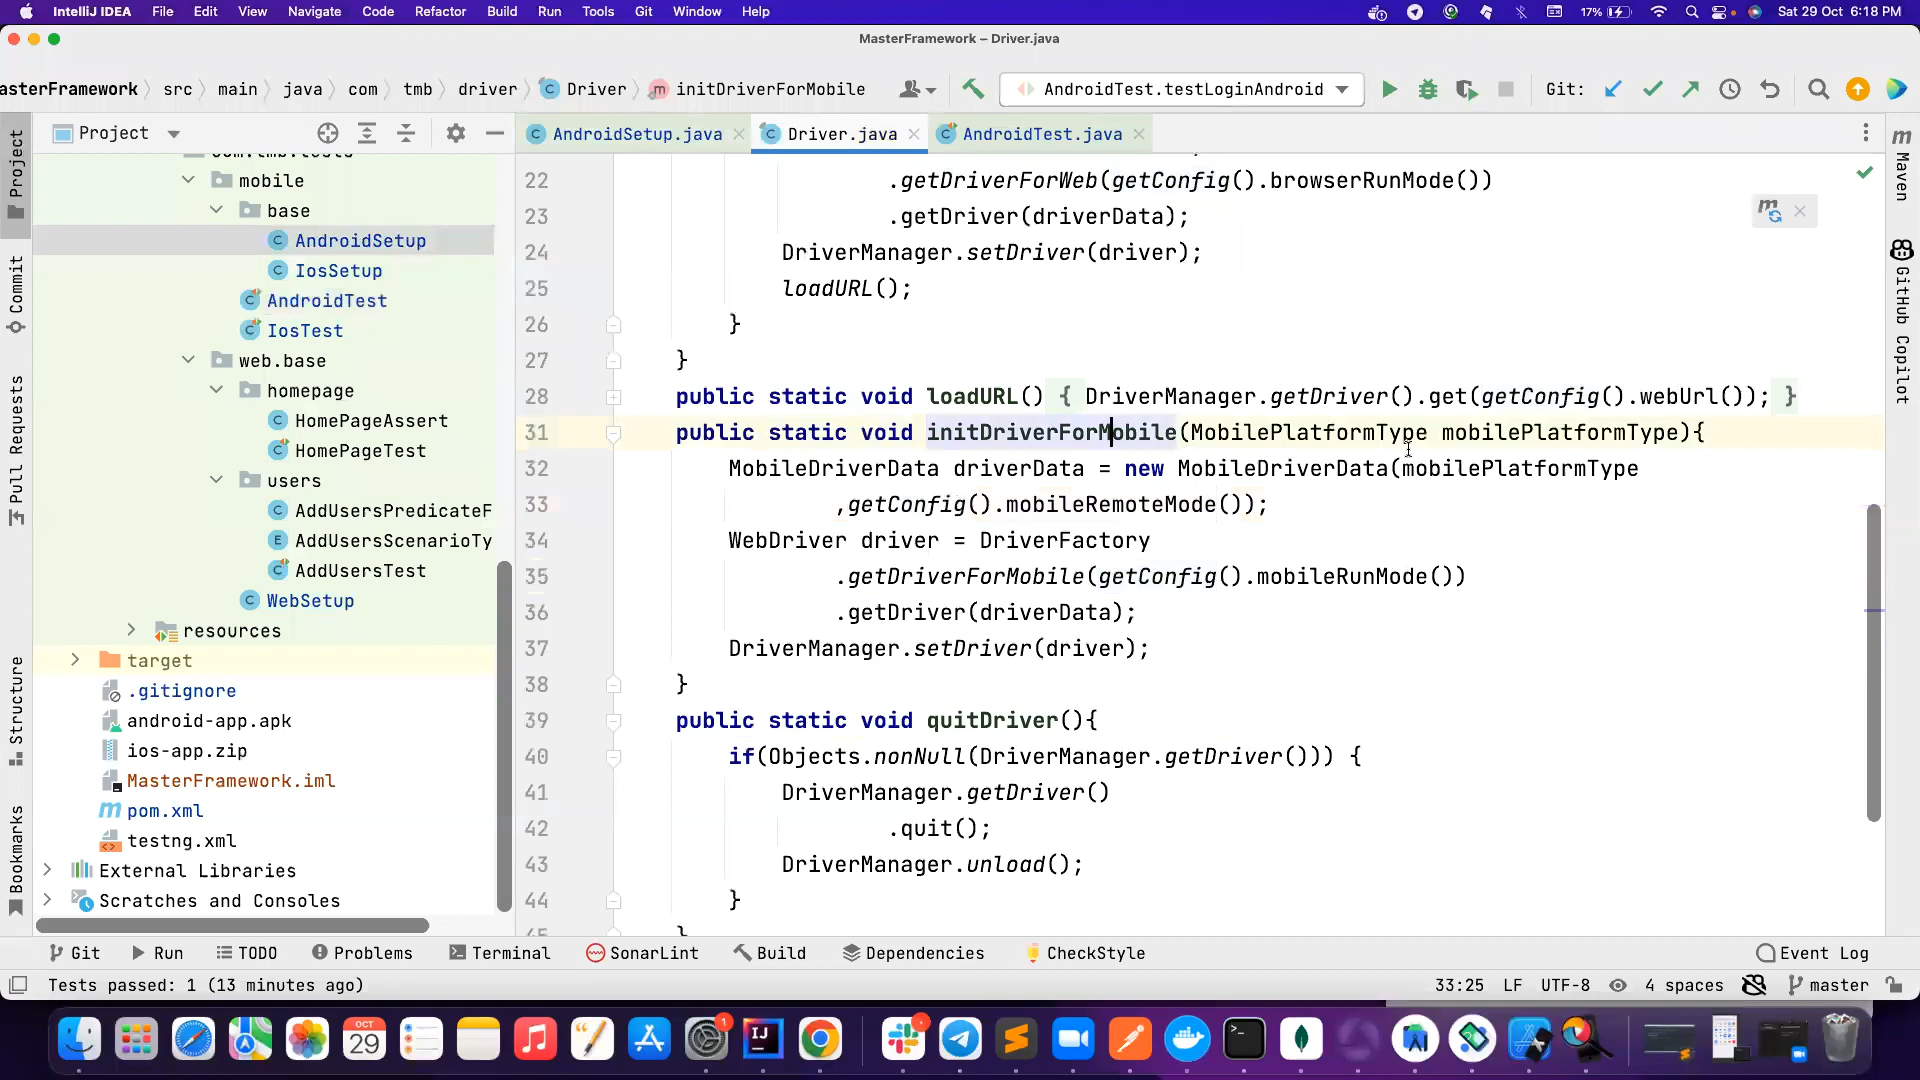 IntelliJ IDEA File Edit View Navigate Code Refactor Build Run Tools Git Window Help 17% Sat 29 Oct 6:18 PM
MasterFramework – Driver.java
asterFramework src main java com tmb driver Driver initDriverForMobile AndroidTest.testLoginAndroid Git:
Project AndroidSetup.java Driver.java AndroidTest.java
mobile
base
AndroidSetup
IosSetup
AndroidTest
IosTest
web.base
homepage
HomePageAssert
HomePageTest
users
AddUsersPredicateF
AddUsersScenarioTy
AddUsersTest
WebSetup
resources
target
.gitignore
android-app.apk
ios-app.zip
MasterFramework.iml
pom.xml
testng.xml
External Libraries
Scratches and Consoles
22 .getDriverForWeb(getConfig().browserRunMode())
23 .getDriver(driverData);
24 DriverManager.setDriver(driver);
25 loadURL();
26 }
27 }
28 public static void loadURL() { DriverManager.getDriver().get(getConfig().webUrl()); }
31 public static void initDriverForMobile(MobilePlatformType mobilePlatformType){
32 MobileDriverData driverData = new MobileDriverData(mobilePlatformType
33 ,getConfig().mobileRemoteMode());
34 WebDriver driver = DriverFactory
35 .getDriverForMobile(getConfig().mobileRunMode())
36 .getDriver(driverData);
37 DriverManager.setDriver(driver);
38 }
39 public static void quitDriver(){
40 if(Objects.nonNull(DriverManager.getDriver())) {
41 DriverManager.getDriver()
42 .quit();
43 DriverManager.unload();
44 }
Project
Commit
Pull Requests
Structure
Bookmarks
Maven
GitHub Copilot
Git Run TODO Problems Terminal SonarLint Build Dependencies CheckStyle Event Log
Tests passed: 1 (13 minutes ago) 33:25 LF UTF-8 4 spaces master
OCT
29
1
IJ